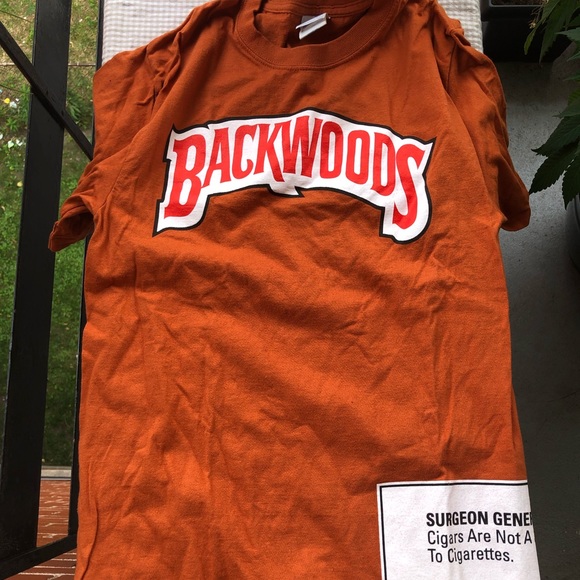 BACKWOODS
SURGEON GENE
Cigars Are Not A
To Cigarettes.